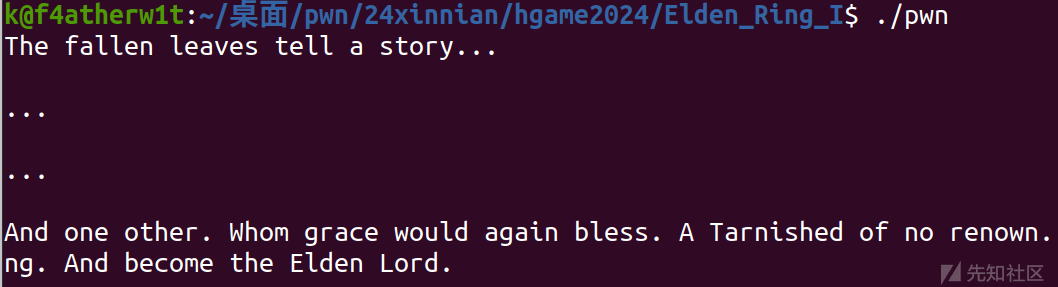 k@f4atherw1t:~/桌面/pwn/24xinnian/hgame2024/Elden_Ring_I$ ./pwn
The fallen leaves tell a story...
...
...
And one other. Whom grace would again bless. A Tarnished of no renown.
ng. And become the Elden Lord.
先知社区